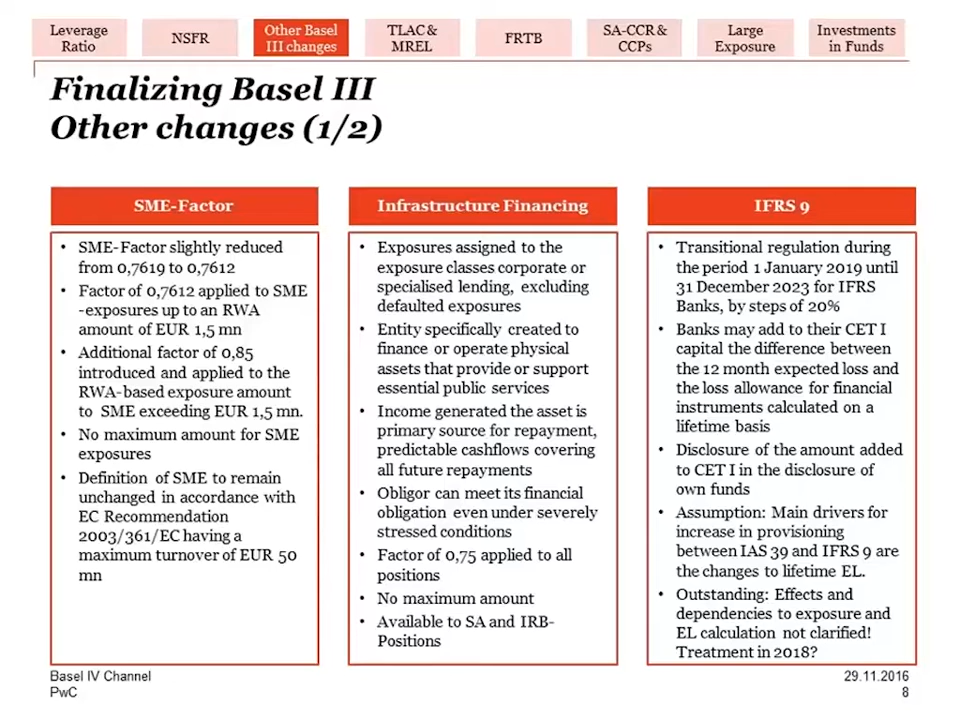 Leverage
Ratio
NSFR
Other Basel
III changes
TLAC &
MREL
FRTB
SA-CCR &
CCPs
Large
Exposure
Investments
in Funds
Finalizing Basel III
Other changes (1/2)
SME-Factor
• SME-Factor slightly reduced
from 0,7619 to 0,7612
• Factor of 0,7612 applied to SME
-exposures up to an RWA
amount of EUR 1,5 mn
• Additional factor of 0,85
introduced and applied to the
RWA-based exposure amount
to SME exceeding EUR 1,5 mn.
• No maximum amount for SME
exposures
• Definition of SME to remain
unchanged in accordance with
EC Recommendation
2003/361/EC having a
maximum turnover of EUR 50
mn
Infrastructure Financing
• Exposures assigned to the
exposure classes corporate or
specialised lending, excluding
defaulted exposures
• Entity specifically created to
finance or operate physical
assets that provide or support
essential public services
• Income generated the asset is
primary source for repayment,
predictable cashflows covering
all future repayments
• Obligor can meet its financial
obligation even under severely
stressed conditions
• Factor of 0,75 applied to all
positions
• No maximum amount
• Available to SA and IRB-
Positions
IFRS 9
• Transitional regulation during
the period 1 January 2019 until
31 December 2023 for IFRS
Banks, by steps of 20%
• Banks may add to their CET I
capital the difference between
the 12 month expected loss and
the loss allowance for financial
instruments calculated on a
lifetime basis
• Disclosure of the amount added
to CET I in the disclosure of
own funds
• Assumption: Main drivers for
increase in provisioning
between IAS 39 and IFRS 9 are
the changes to lifetime EL.
• Outstanding: Effects and
dependencies to exposure and
EL calculation not clarified!
Treatment in 2018?
Basel IV Channel
PwC
29.11.2016
8